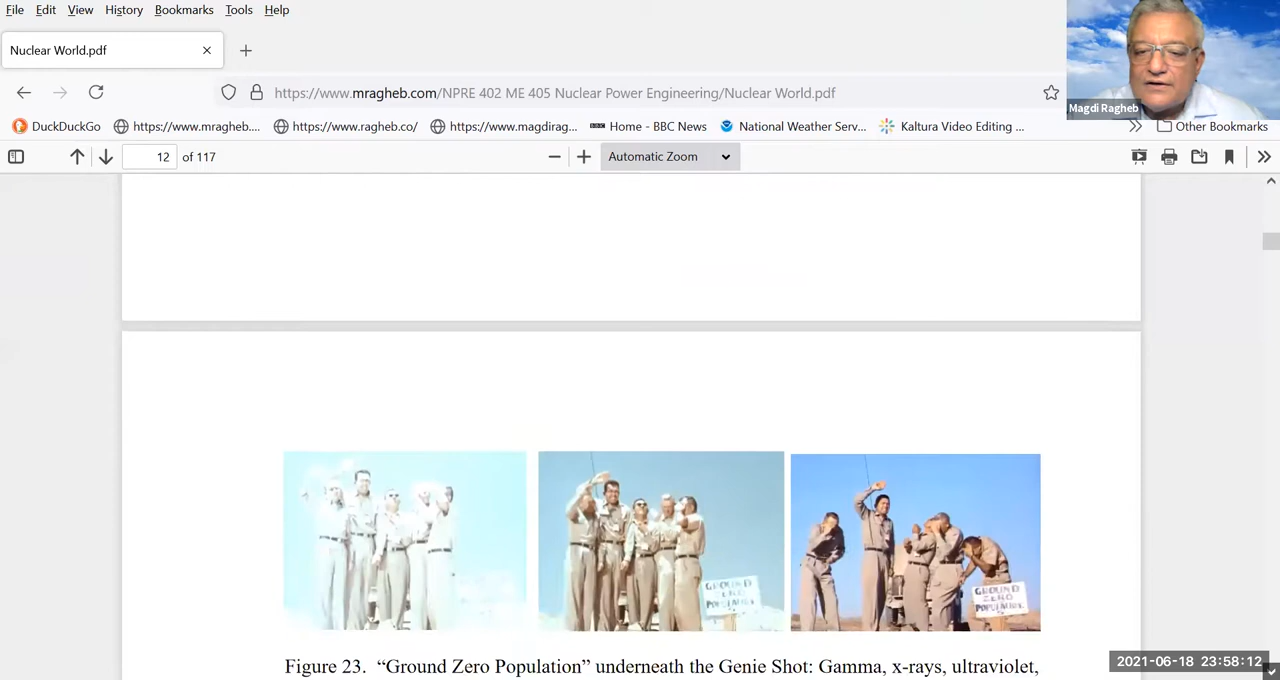 File Edit View History Bookmarks Tools Help
Nuclear World.pdf
https://www.mragheb.com/NPRE 402 ME 405 Nuclear Power Engineering/Nuclear World.pdf
Magdi Ragheb
DuckDuckGo https://www.mragheb.... https://www.ragheb.co/ https://www.magdirag... BBC Home - BBC News National Weather Serv... Kaltura Video Editing ... Other Bookmarks
12 of 117 Automatic Zoom
GROUND
ZERO
POPULATION
GROUND
ZERO
Figure 23. “Ground Zero Population” underneath the Genie Shot: Gamma, x-rays, ultraviolet,
2021-06-18 23:58:12